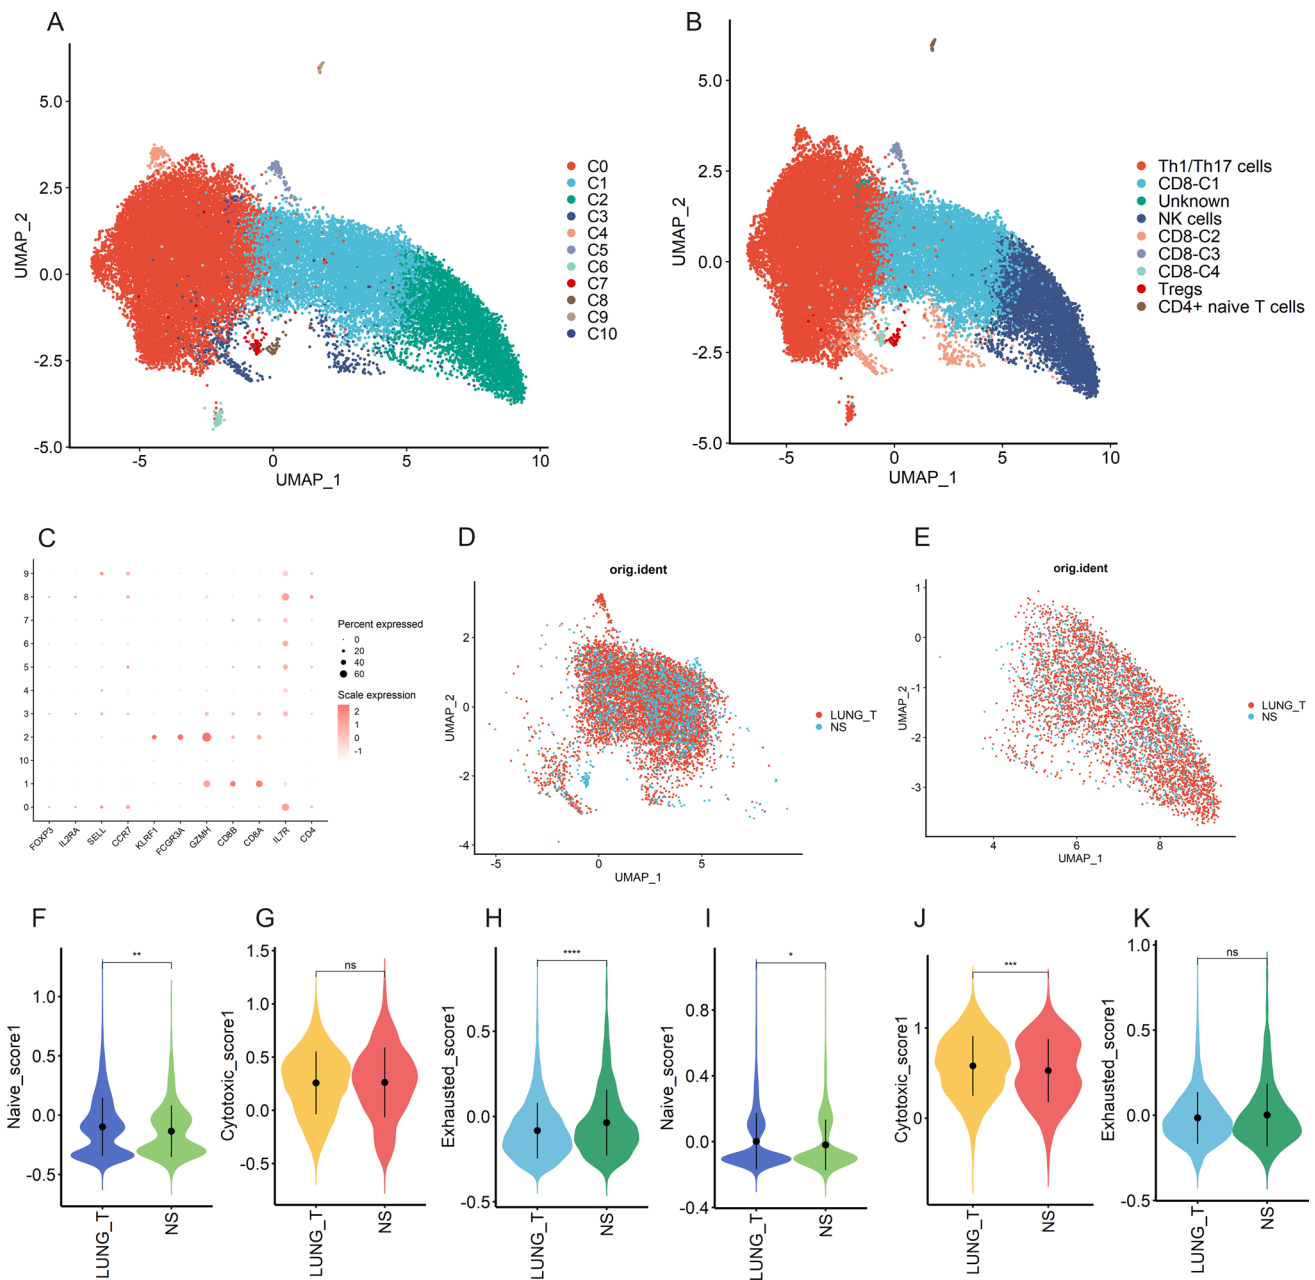 A
5.0
2.5
0.0
-2.5
-5.0
UMAP_2
-5
0
5
10
UMAP_1
C0
C1
C2
C3
C4
C5
C6
C7
C8
C9
C10
B
5.0
2.5
0.0
-2.5
-5.0
UMAP_2
-5
0
5
10
UMAP_1
Th1/Th17 cells
CD8-C1
Unknown
NK cells
CD8-C2
CD8-C3
CD8-C4
Tregs
CD4+ naive T cells
C
9
8
7
6
5
4
3
2
10
1
0
FOXP3
IL2RA
SELL
CCR7
KLRF1
FCGR3A
GZMH
CD8B
CD8A
IL7R
CD4
Percent expressed
0
20
40
60
Scale expression
2
1
0
-1
D
orig.ident
2
0
-2
-4
UMAP_2
-5
0
5
UMAP_1
LUNG_T
NS
E
orig.ident
1
0
-1
-2
-3
UMAP_2
4
6
8
UMAP_1
LUNG_T
NS
F
**
1.0
0.5
0.0
-0.5
Naive_score1
LUNG_T
NS
G
ns
1.5
1.0
0.5
0.0
-0.5
Cytotoxic_score1
LUNG_T
NS
H
****
0.5
0.0
-0.5
Exhausted_score1
LUNG_T
NS
I
*
0.8
0.4
0.0
-0.4
Naive_score1
LUNG_T
NS
J
***
1
0
Cytotoxic_score1
LUNG_T
NS
K
ns
1.0
0.5
0.0
-0.5
Exhausted_score1
LUNG_T
NS